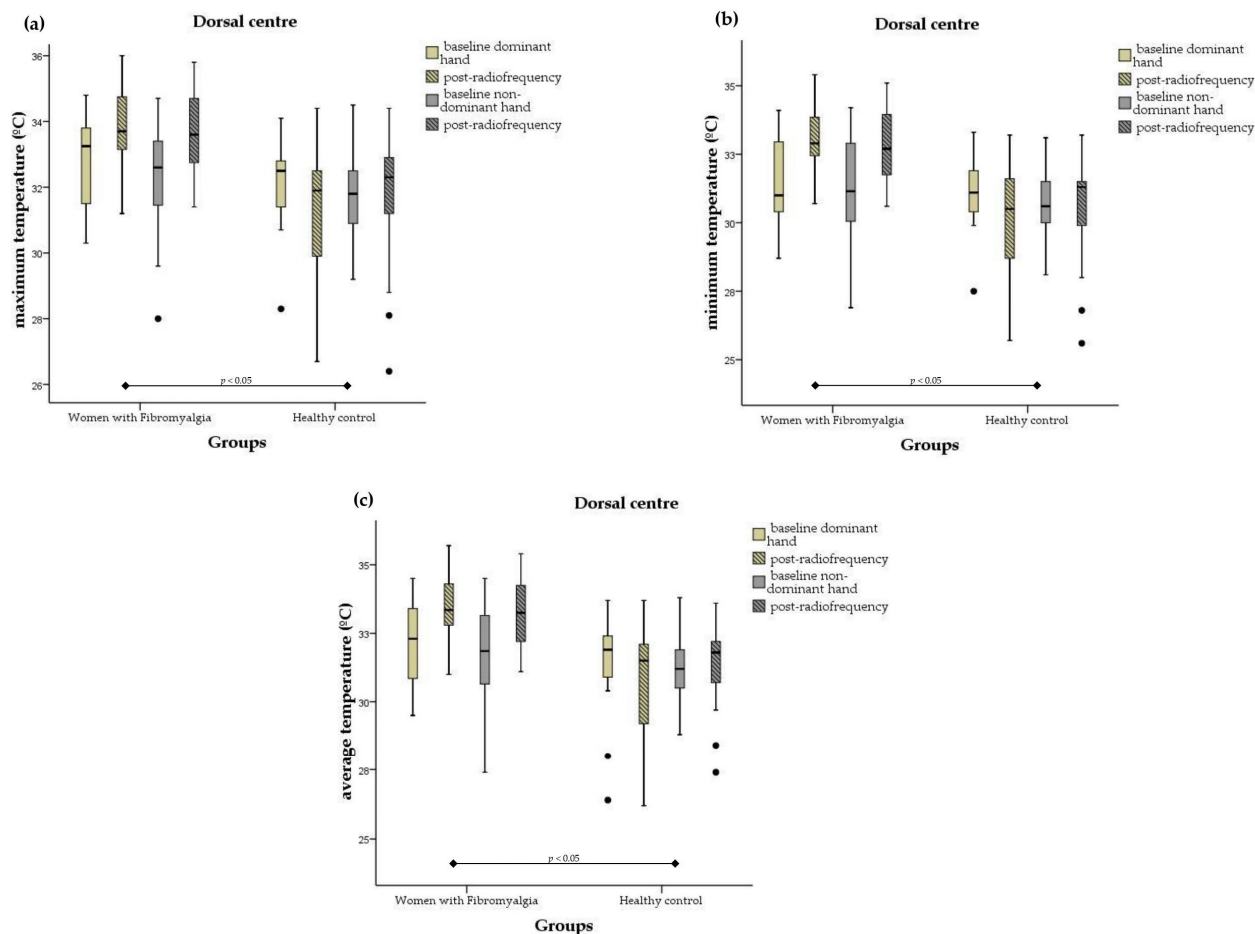 (a)
Dorsal centre
maximum temperature (ºC)
36
34
32
30
28
26
baseline dominant
hand
post-radiofrequency
baseline non-
dominant hand
post-radiofrequency
p < 0.05
Women with Fibromyalgia
Healthy control
Groups
(b)
Dorsal centre
minimum temperature (ºC)
35
33
30
28
25
baseline dominant
hand
post-radiofrequency
baseline non-
dominant hand
post-radiofrequency
p < 0.05
Women with Fibromyalgia
Healthy control
Groups
(c)
Dorsal centre
average temperature (ºC)
35
33
30
28
25
baseline dominant
hand
post-radiofrequency
baseline non-
dominant hand
post-radiofrequency
p < 0.05
Women with Fibromyalgia
Healthy control
Groups